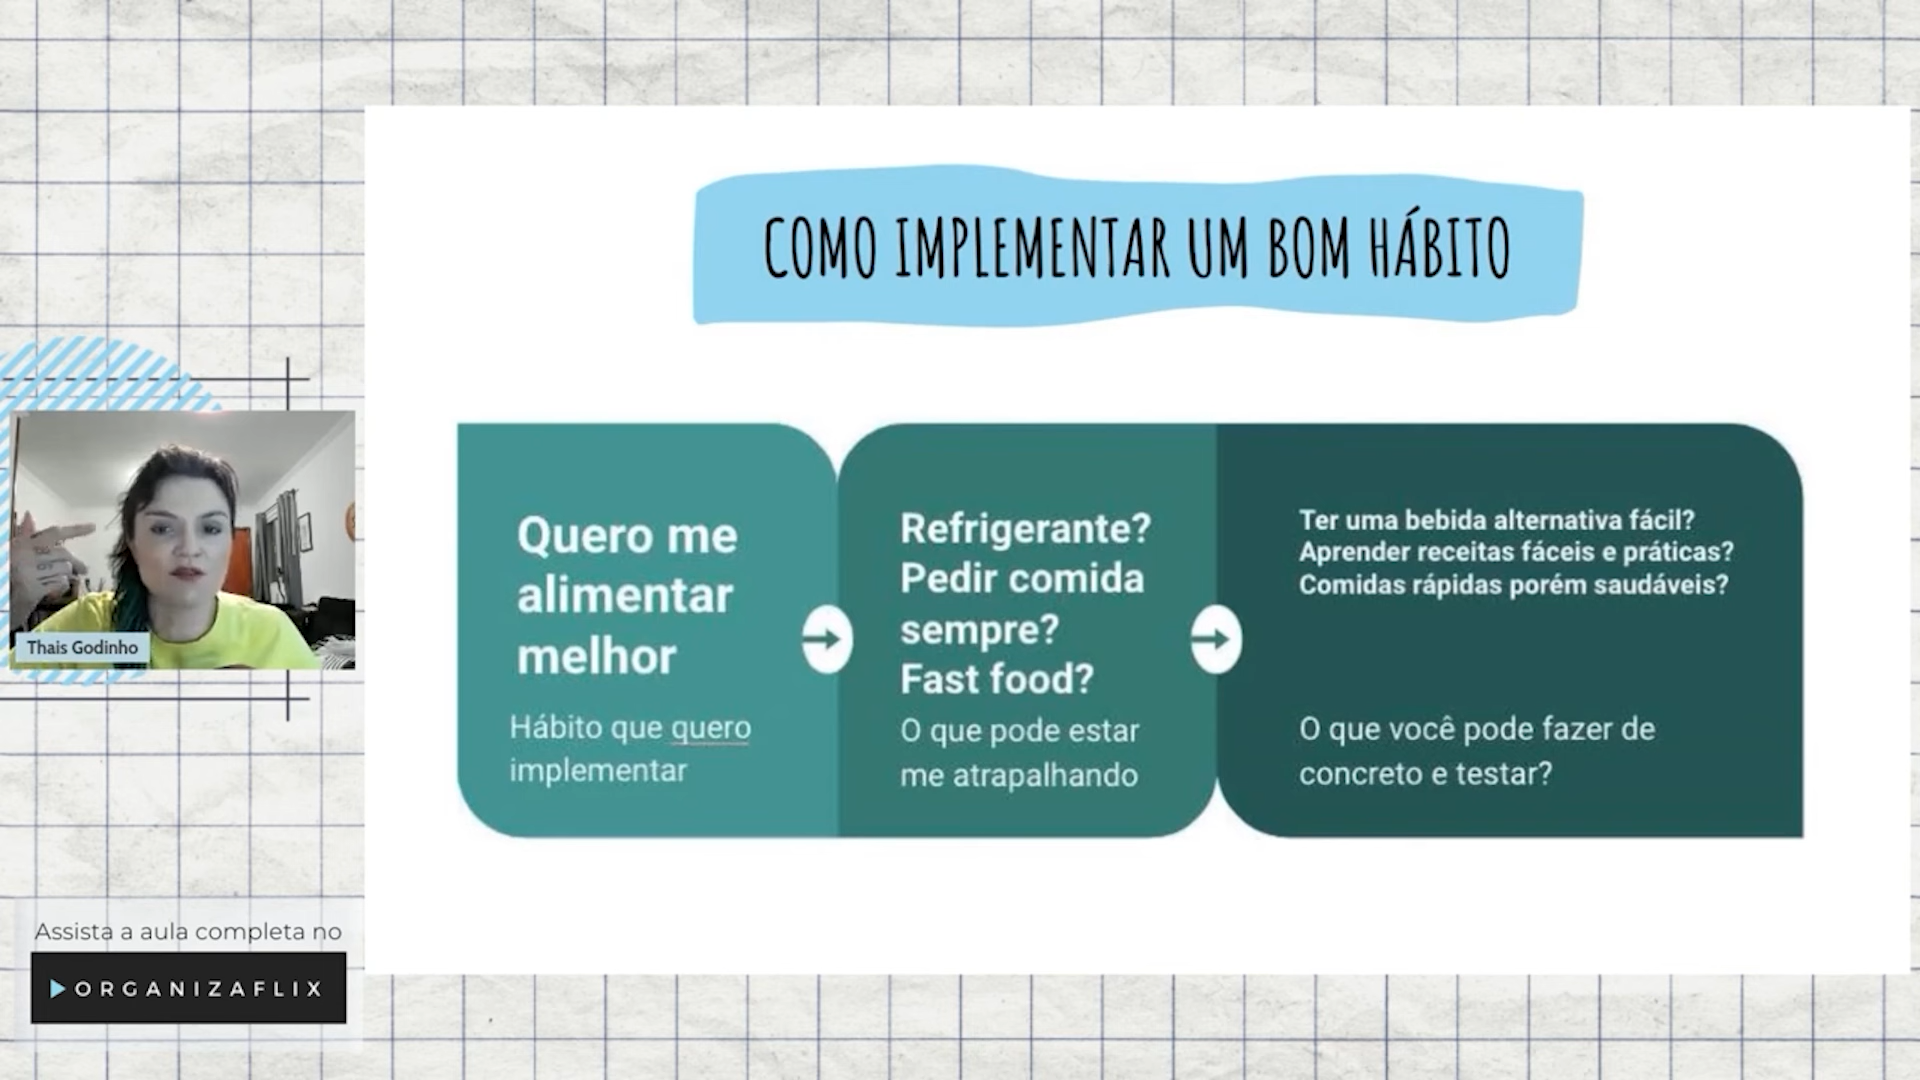 COMO IMPLEMENTAR UM BOM HÁBITO
Quero me
alimentar
melhor
Hábito que quero
implementar
Refrigerante?
Pedir comida
sempre?
Fast food?
O que pode estar
me atrapalhando
Ter uma bebida alternativa fácil?
Aprender receitas fáceis e práticas?
Comidas rápidas porém saudáveis?
O que você pode fazer de
concreto e testar?
Thais Godinho
Assista a aula completa no
ORGANIZAFLIX